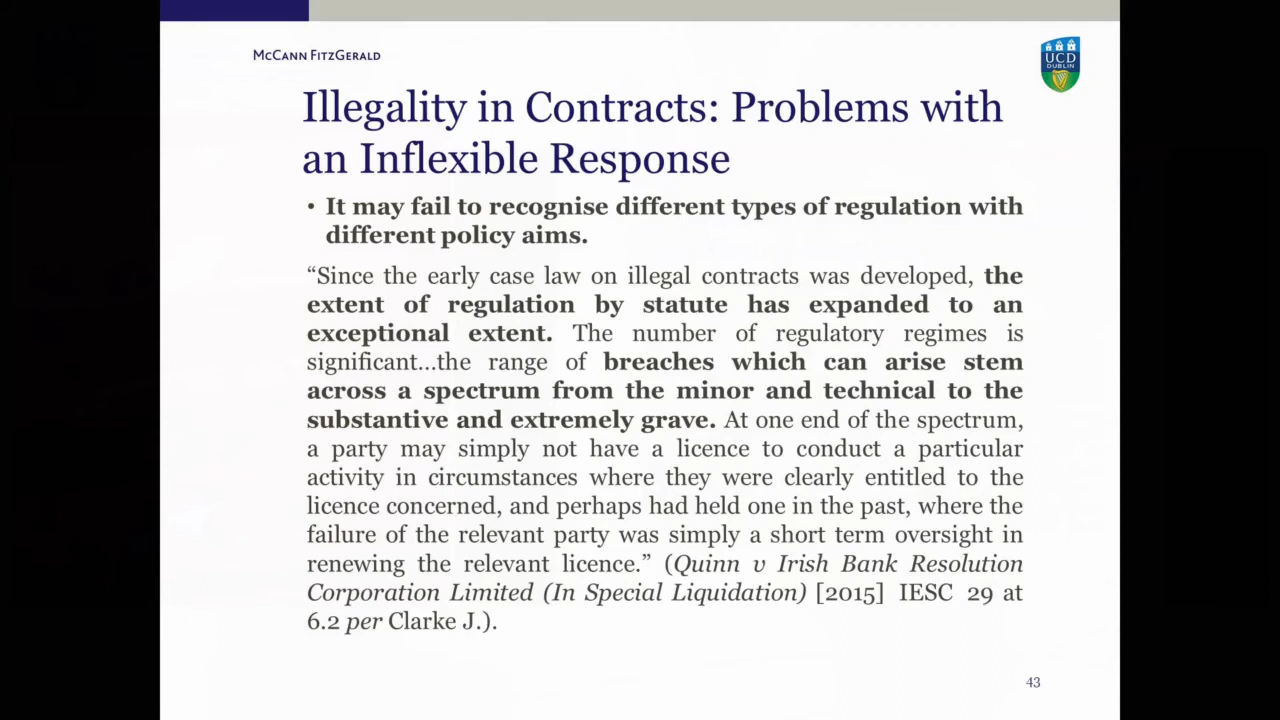 McCann FitzGerald
UCD
DUBLIN
Illegality in Contracts: Problems with
an Inflexible Response
• It may fail to recognise different types of regulation with
different policy aims.
“Since the early case law on illegal contracts was developed, the
extent of regulation by statute has expanded to an
exceptional extent. The number of regulatory regimes is
significant…the range of breaches which can arise stem
across a spectrum from the minor and technical to the
substantive and extremely grave. At one end of the spectrum,
a party may simply not have a licence to conduct a particular
activity in circumstances where they were clearly entitled to the
licence concerned, and perhaps had held one in the past, where the
failure of the relevant party was simply a short term oversight in
renewing the relevant licence.” (Quinn v Irish Bank Resolution
Corporation Limited (In Special Liquidation) [2015] IESC 29 at
6.2 per Clarke J.).
43